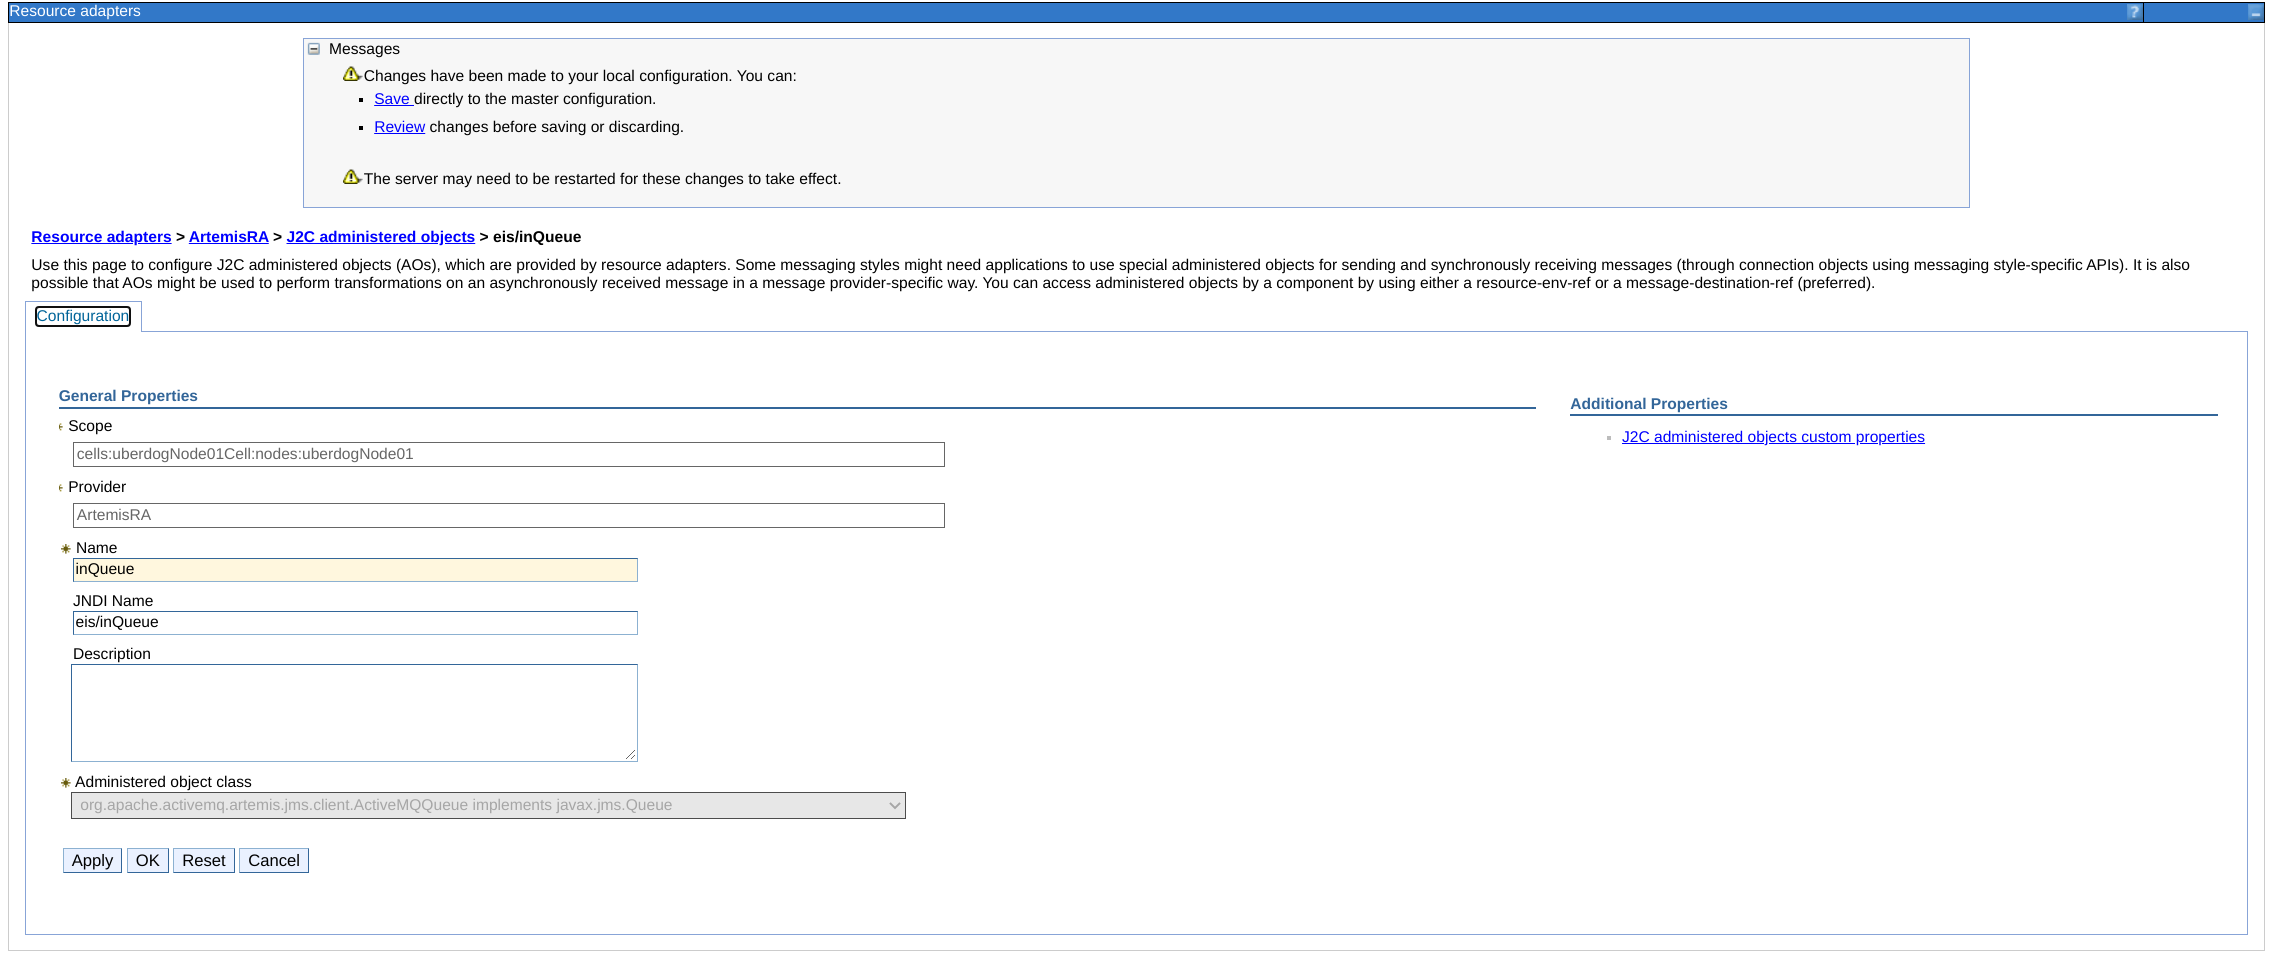 Resource adapters
?
Messages
Changes have been made to your local configuration. You can:
Save directly to the master configuration.
Review changes before saving or discarding.
The server may need to be restarted for these changes to take effect.
Resource adapters > ArtemisRA > J2C administered objects > eis/inQueue
Use this page to configure J2C administered objects (AOs), which are provided by resource adapters. Some messaging styles might need applications to use special administered objects for sending and synchronously receiving messages (through connection objects using messaging style-specific APIs). It is also
possible that AOs might be used to perform transformations on an asynchronously received message in a message provider-specific way. You can access administered objects by a component by using either a resource-env-ref or a message-destination-ref (preferred).
Configuration
General Properties
Scope
cells:uberdogNode01Cell:nodes:uberdogNode01
Provider
ArtemisRA
Name
inQueue
JNDI Name
eis/inQueue
Description
Administered object class
org.apache.activemq.artemis.jms.client.ActiveMQQueue implements javax.jms.Queue
Apply OK Reset Cancel
Additional Properties
J2C administered objects custom properties